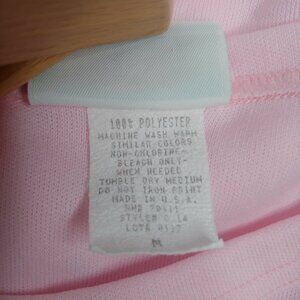 100% POLYESTER
MACHINE WASH WARM
SIMILAR COLORS
NON-CHLORINE
BLEACH ONLY
WHEN NEEDED
TUMBLE DRY MEDIUM
DO NOT IRON PRINT
MADE IN U.S.A.
STYLE
M